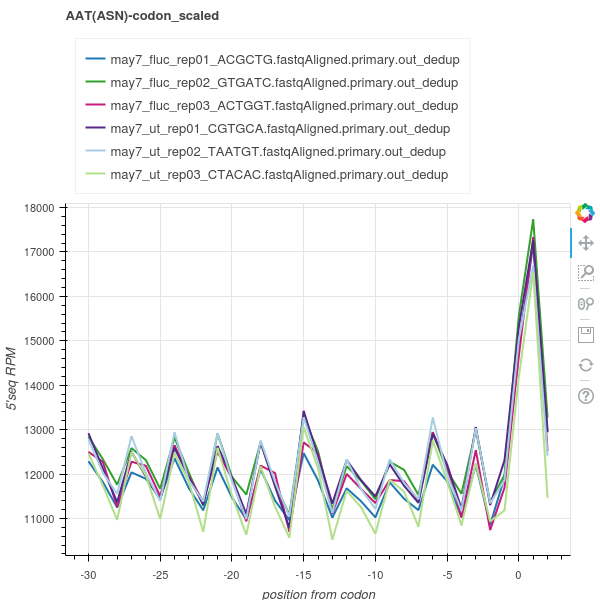 AAT(ASN)-codon_scaled
may7_fluc_rep01_ACGCTG.fastqAligned.primary.out_dedup
may7_fluc_rep02_GTGATC.fastqAligned.primary.out_dedup
may7_fluc_rep03_ACTGGT.fastqAligned.primary.out_dedup
may7_ut_rep01_CGTGCA.fastqAligned.primary.out_dedup
may7_ut_rep02_TAATGT.fastqAligned.primary.out_dedup
may7_ut_rep03_CTACAC.fastqAligned.primary.out_dedup
18000
17000
16000
15000
14000
13000
12000
11000
5'seq RPM
-30 -25 -20 -15 -10 -5 0
position from codon